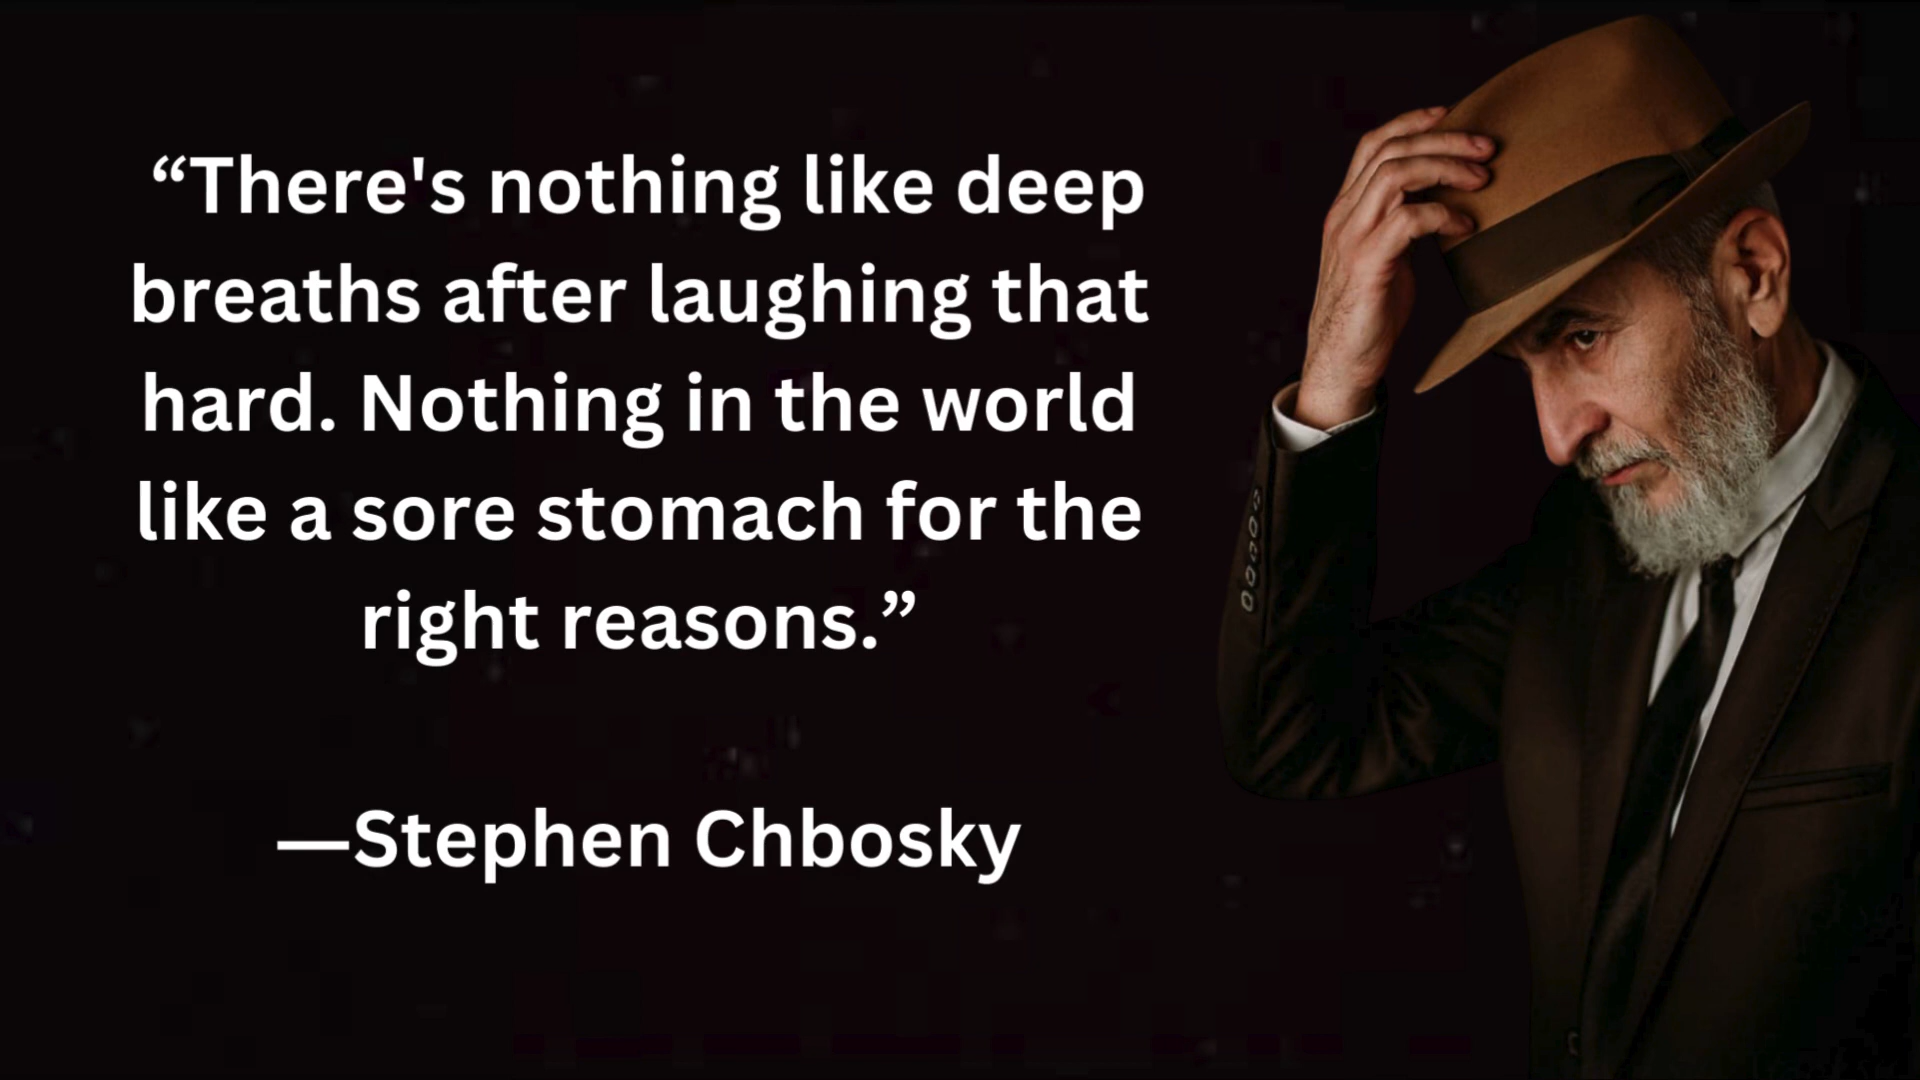 “There's nothing like deep
breaths after laughing that
hard. Nothing in the world
like a sore stomach for the
right reasons.”
—Stephen Chbosky